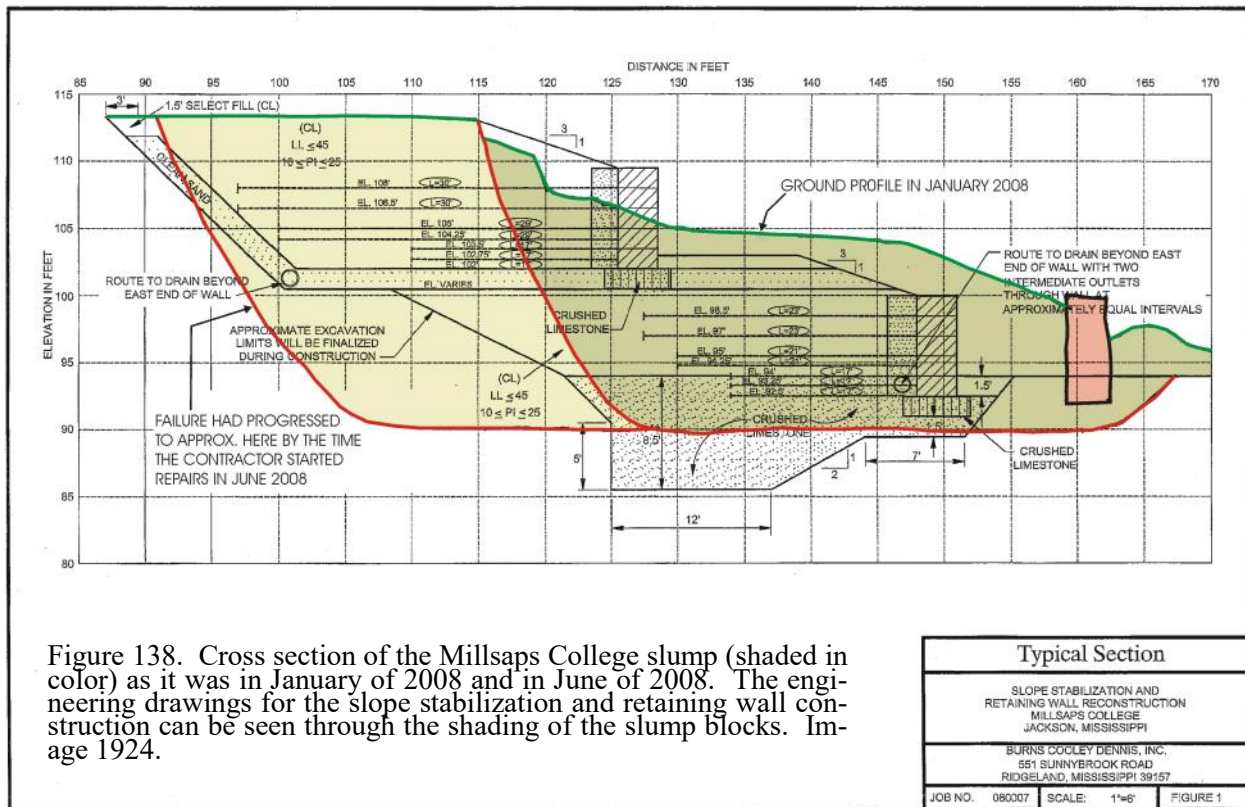 DISTANCE IN FEET
85 90 95 100 105 110 115 120 125 130 135 140 145 150 155 160 165 170
115
110
105
100
95
90
85
80
ELEVATION IN FEET
3'
1.5' SELECT FILL (CL)
(CL)
LL ≤45
10 ≤ PI ≤25
CLEAN SAND
3
1
EL. 108' L=30'
EL. 106.5' L=30'
EL. 105'
EL. 104.25'
EL. 103.5'
EL. 102.75'
EL. 102'
GROUND PROFILE IN JANUARY 2008
ROUTE TO DRAIN BEYOND
EAST END OF WALL
EL. VARIES
CRUSHED
LIMESTONE
3
1
ROUTE TO DRAIN BEYOND EAST
END OF WALL WITH TWO
INTERMEDIATE OUTLETS
THROUGH WALL AT
APPROXIMATELY EQUAL INTERVALS
APPROXIMATE EXCAVATION
LIMITS WILL BE FINALIZED
DURING CONSTRUCTION
EL. 98.5' L=23'
EL. 97' L=23'
EL. 95' L=21'
EL. 94.25' L=21'
EL. 94' L=17'
EL. 93.25'
EL. 92.5'
1.5'
(CL)
LL ≤45
10 ≤ PI ≤25
FAILURE HAD PROGRESSED
TO APPROX. HERE BY THE TIME
THE CONTRACTOR STARTED
REPAIRS IN JUNE 2008
CRUSHED
LIMESTONE
8.5'
5'
CRUSHED
LIMESTONE
7'
1
2
12'
Figure 138. Cross section of the Millsaps College slump (shaded in
color) as it was in January of 2008 and in June of 2008. The engi-
neering drawings for the slope stabilization and retaining wall con-
struction can be seen through the shading of the slump blocks. Im-
age 1924.
Typical Section
SLOPE STABILIZATION AND
RETAINING WALL RECONSTRUCTION
MILLSAPS COLLEGE
JACKSON, MISSISSIPPI
BURNS COOLEY DENNIS, INC.
551 SUNNYBROOK ROAD
RIDGELAND, MISSISSIPPI 39157
JOB NO. 080007 SCALE: 1"=6' FIGURE 1